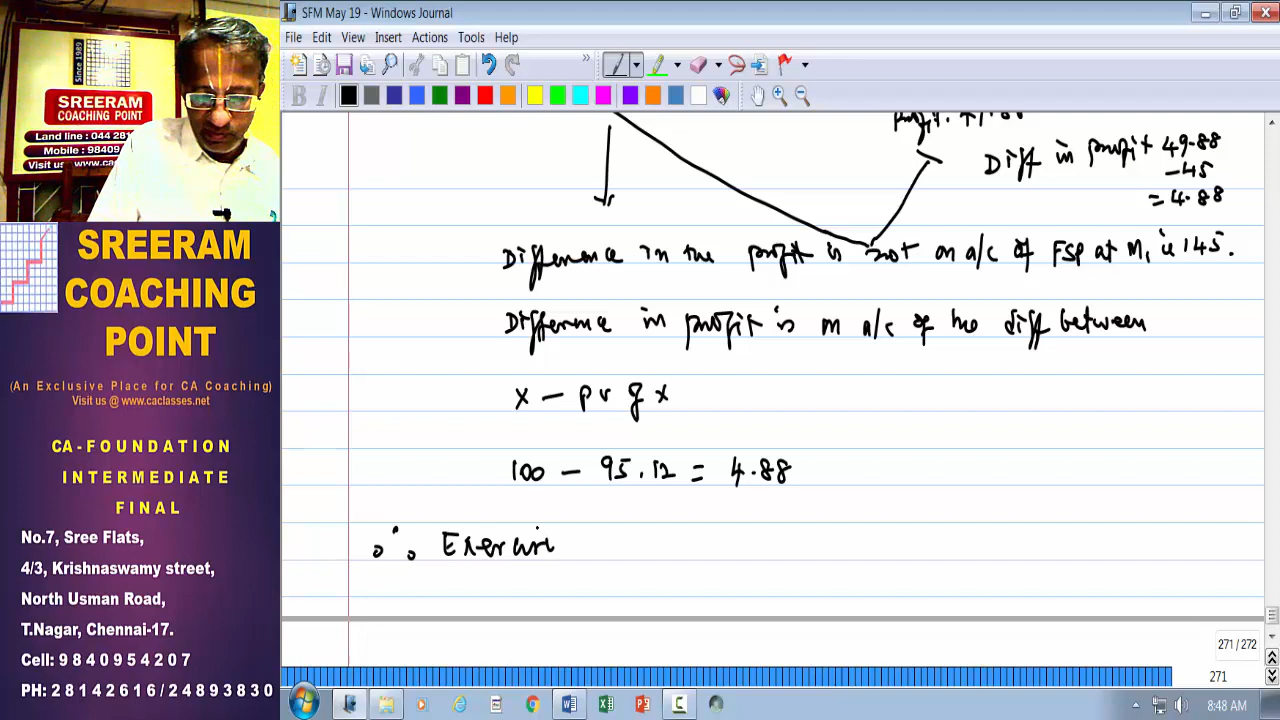 SFM May 19 - Windows Journal
File Edit View Insert Actions Tools Help
Since 1989
SREERAM
COACHING POINT
Land line : 044 281
Mobile : 98409
Visit us : www.ca
Diff in profit 49.88
-45
= 4.88
Difference in the profit is not on a/c of FSP at M, ie 145.
Difference in profit is on a/c of the diff between
x - pv of x
100 - 95.12 = 4.88
∴ Exercise
SREERAM
COACHING
POINT
(An Exclusive Place for CA Coaching)
Visit us @ www.caclasses.net
CA-FOUNDATION
INTERMEDIATE
FINAL
No.7, Sree Flats,
4/3, Krishnaswamy street,
North Usman Road,
T.Nagar, Chennai-17.
Cell: 9840954207
PH: 28142616/24893830
271/272
271
8:48 AM